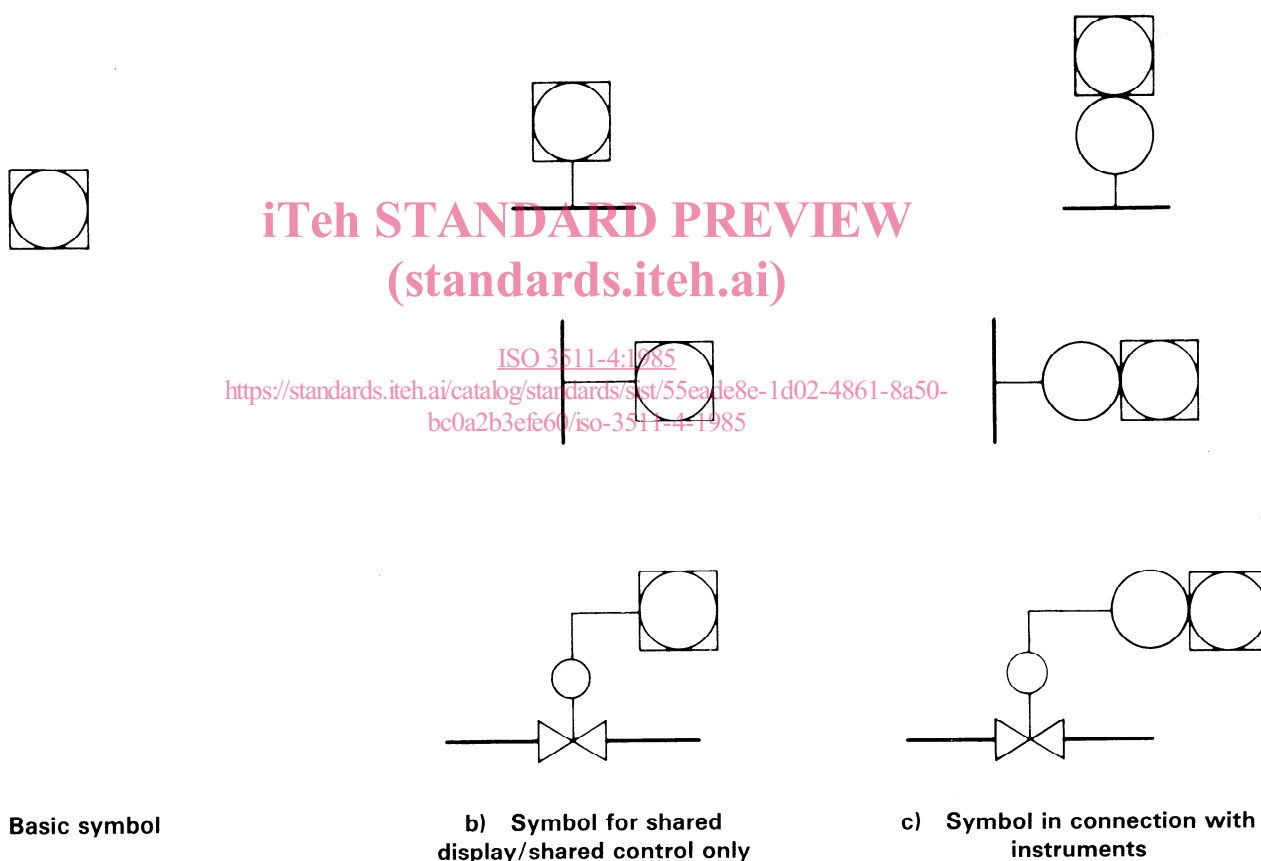 iTeh STANDARD PREVIEW
(standards.iteh.ai)
ISO 3511-4:1985
https://standards.iteh.ai/catalog/standards/sist/55eade8e-1d02-4861-8a50-
bc0a2b3efe60/iso-3511-4-1985
Basic symbol
b) Symbol for shared
display/shared control only
c) Symbol in connection with
instruments